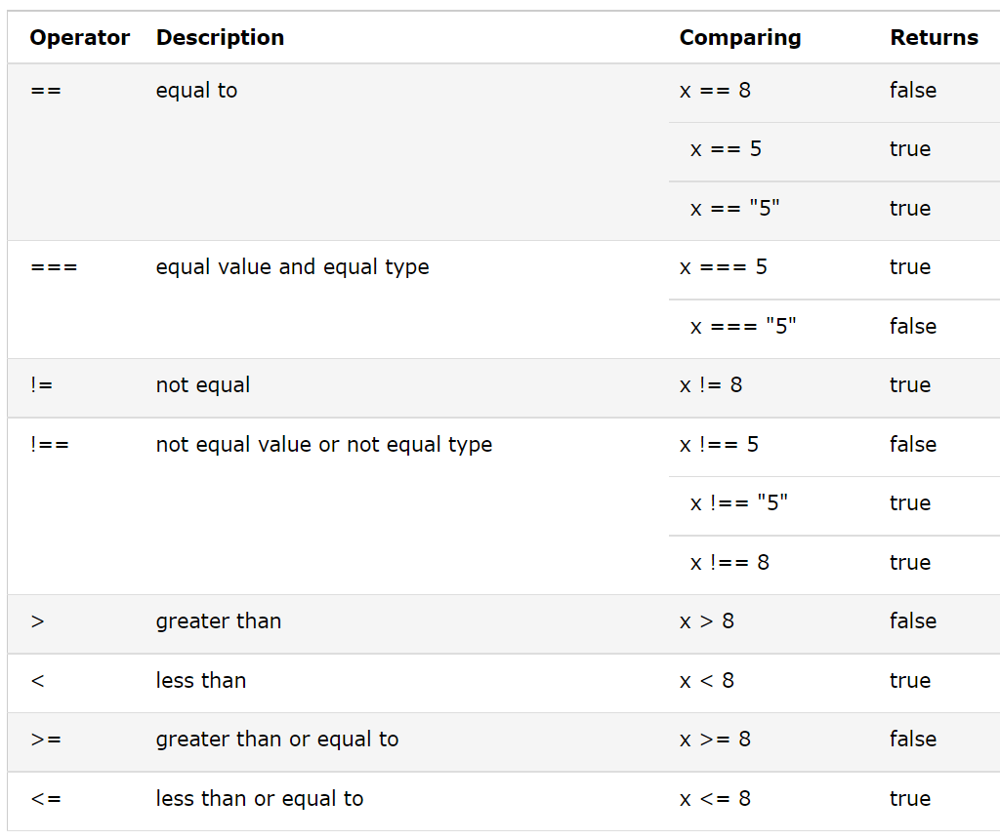 Operator Description Comparing Returns
== equal to x == 8 false
x == 5 true
x == "5" true
=== equal value and equal type x === 5 true
x === "5" false
!= not equal x != 8 true
!== not equal value or not equal type x !== 5 false
x !== "5" true
x !== 8 true
> greater than x > 8 false
< less than x < 8 true
>= greater than or equal to x >= 8 false
<= less than or equal to x <= 8 true